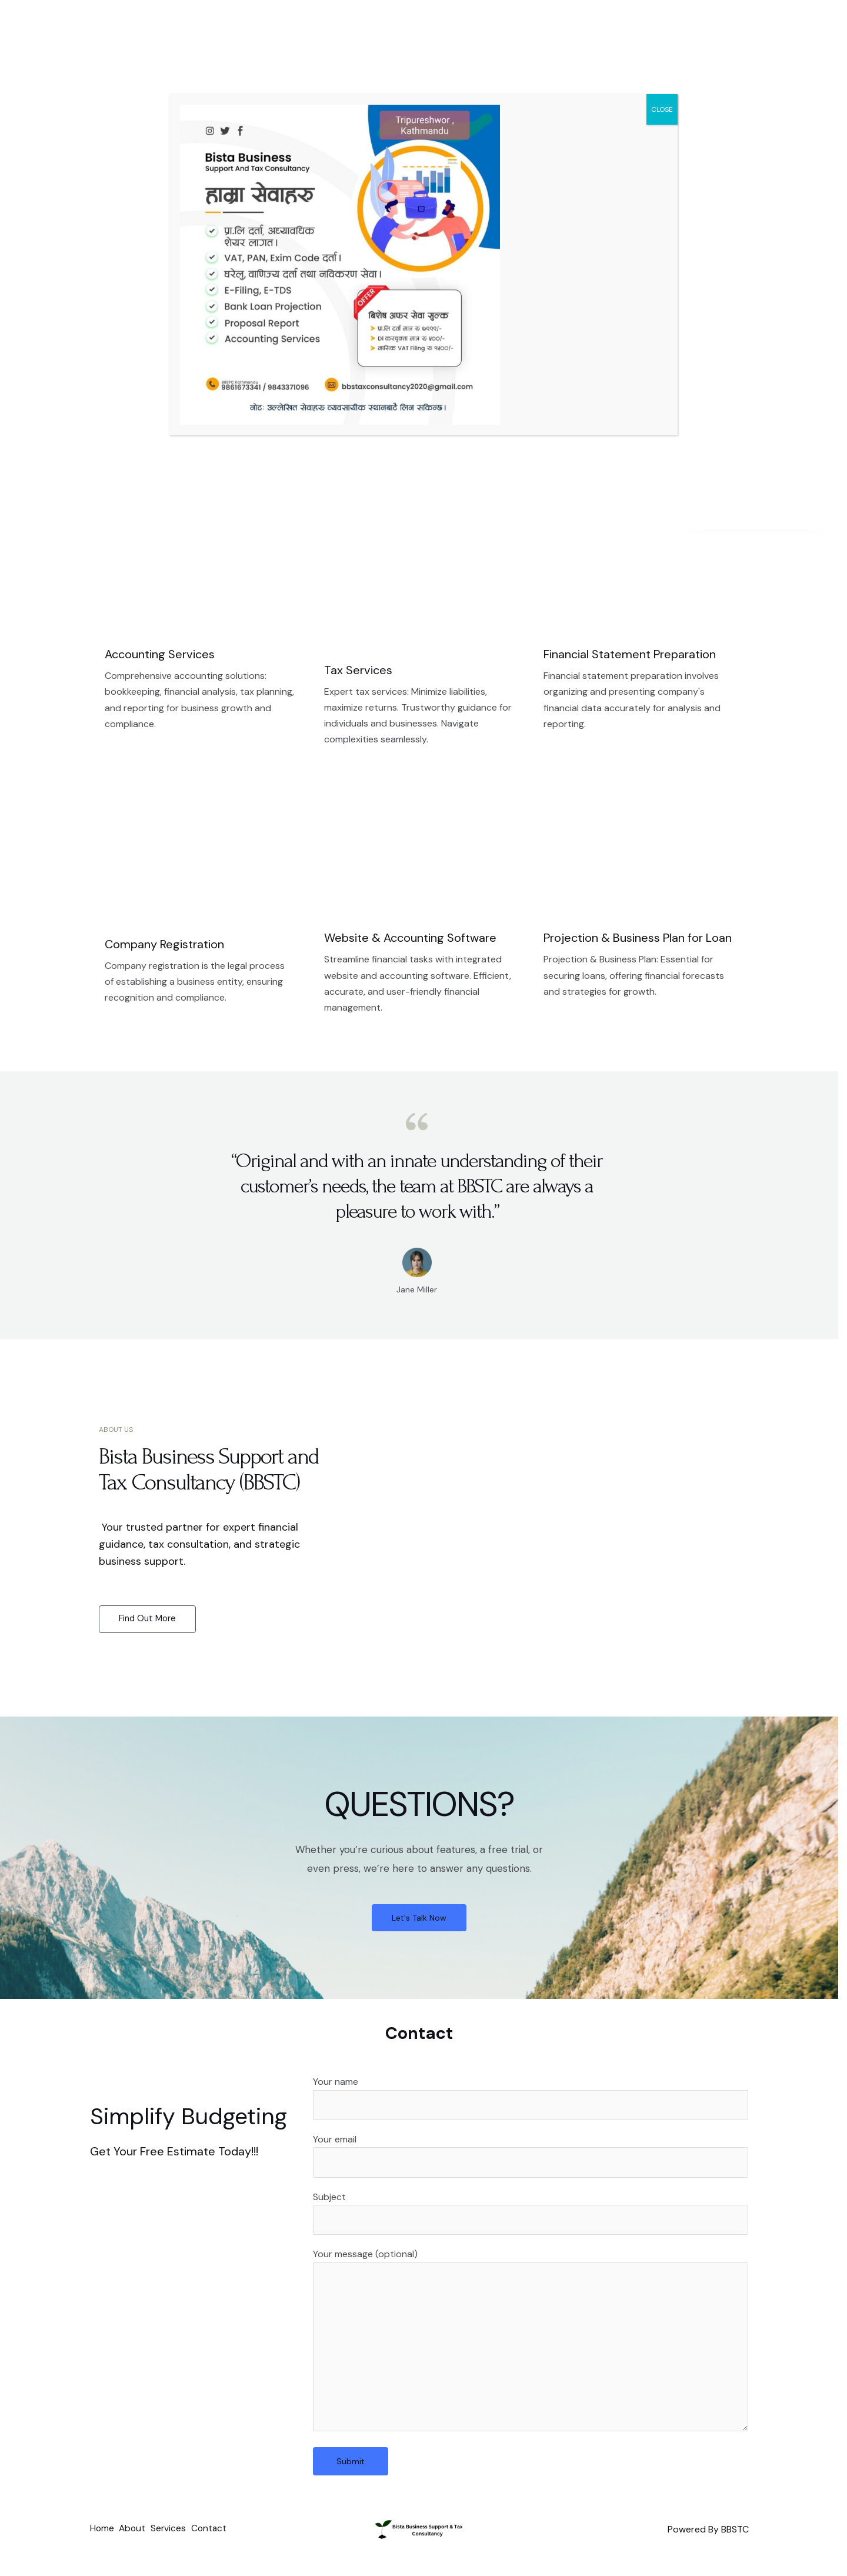 CLOSE
Tripureshwor ,
Kathmandu
Bista Business
Support And Tax Consultancy
हाम्रा सेवाहरु
प्रा.लि दर्ता, अध्यावधिक
शेयर लागत।
VAT, PAN, Exim Code दर्ता।
घरेलु, वाणिज्य दर्ता तथा नविकरण सेवा।
E-Filing, E-TDS
Bank Loan Projection
Proposal Report
Accounting Services
OFFER
बिशेष अफर सेवा सुल्क
9861673341 / 9843371096
bbstaxconsultancy2020@gmail.com
नोट: उल्लेखित सेवाहरु व्यवसायीक स्थानबाटै लिन सकिन्छ।
Accounting Services
Comprehensive accounting solutions:
bookkeeping, financial analysis, tax planning,
and reporting for business growth and
compliance.
Tax Services
Expert tax services: Minimize liabilities,
maximize returns. Trustworthy guidance for
individuals and businesses. Navigate
complexities seamlessly.
Financial Statement Preparation
Financial statement preparation involves
organizing and presenting company's
financial data accurately for analysis and
reporting.
Company Registration
Company registration is the legal process
of establishing a business entity, ensuring
recognition and compliance.
Website & Accounting Software
Streamline financial tasks with integrated
website and accounting software. Efficient,
accurate, and user-friendly financial
management.
Projection & Business Plan for Loan
Projection & Business Plan: Essential for
securing loans, offering financial forecasts
and strategies for growth.
“Original and with an innate understanding of their
customer’s needs, the team at BBSTC are always a
pleasure to work with.”
Jane Miller
ABOUT US
Bista Business Support and
Tax Consultancy (BBSTC)
Your trusted partner for expert financial
guidance, tax consultation, and strategic
business support.
Find Out More
QUESTIONS?
Whether you’re curious about features, a free trial, or
even press, we’re here to answer any questions.
Let's Talk Now
Contact
Simplify Budgeting
Get Your Free Estimate Today!!!
Your name
Your email
Subject
Your message (optional)
Submit
Home About Services Contact
Bista Business Support & Tax
Consultancy
Powered By BBSTC